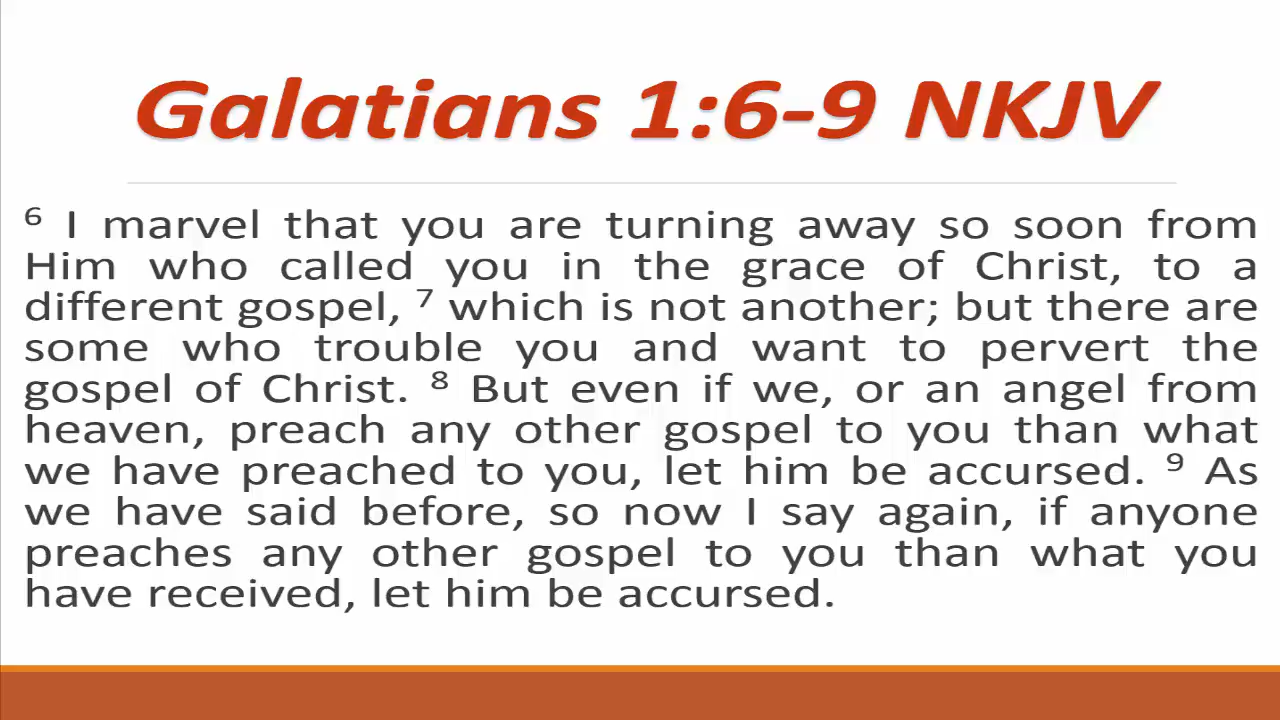 Galatians 1:6-9 NKJV
⁶ I marvel that you are turning away so soon from
Him who called you in the grace of Christ, to a
different gospel, ⁷ which is not another; but there are
some who trouble you and want to pervert the
gospel of Christ. ⁸ But even if we, or an angel from
heaven, preach any other gospel to you than what
we have preached to you, let him be accursed. ⁹ As
we have said before, so now I say again, if anyone
preaches any other gospel to you than what you
have received, let him be accursed.